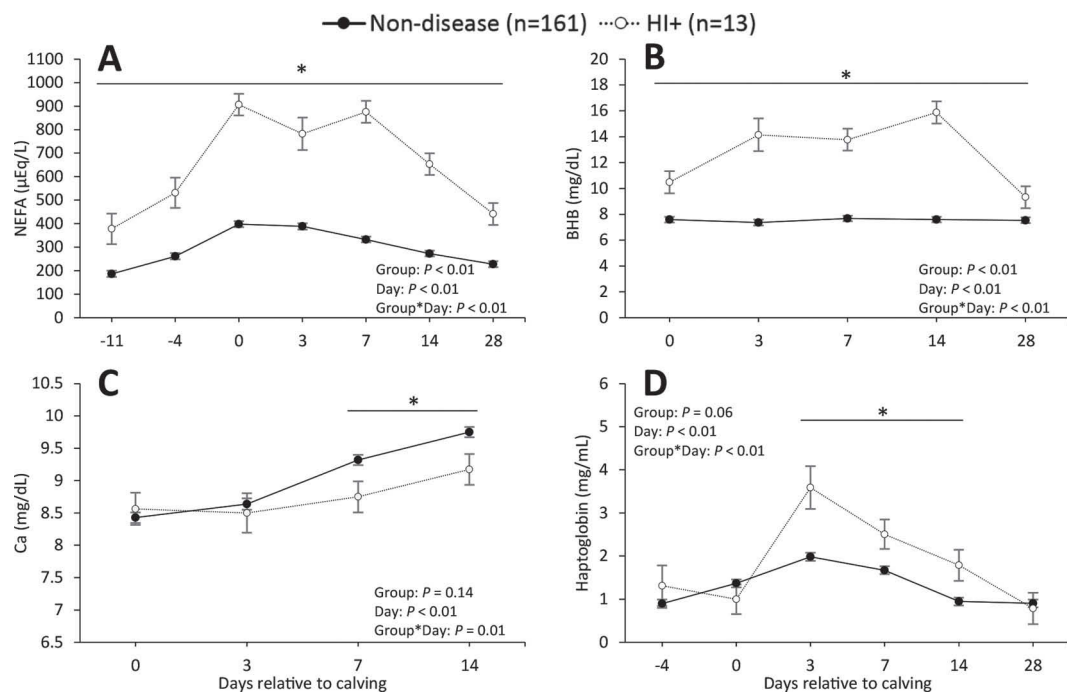 Non-disease (n=161) HI+ (n=13)
A
*
1100
1000
900
800
700
600
500
400
300
200
100
0
NEFA (µEq/L)
Group: P < 0.01
Day: P < 0.01
Group*Day: P < 0.01
-11 -4 0 3 7 14 28
B
*
20
18
16
14
12
10
8
6
4
2
0
BHB (mg/dL)
Group: P < 0.01
Day: P < 0.01
Group*Day: P < 0.01
0 3 7 14 28
C
*
10.5
10
9.5
9
8.5
8
7.5
7
6.5
Ca (mg/dL)
Group: P = 0.14
Day: P < 0.01
Group*Day: P = 0.01
0 3 7 14
Days relative to calving
D
*
6
5
4
3
2
1
0
Haptoglobin (mg/mL)
Group: P = 0.06
Day: P < 0.01
Group*Day: P < 0.01
-4 0 3 7 14 28
Days relative to calving